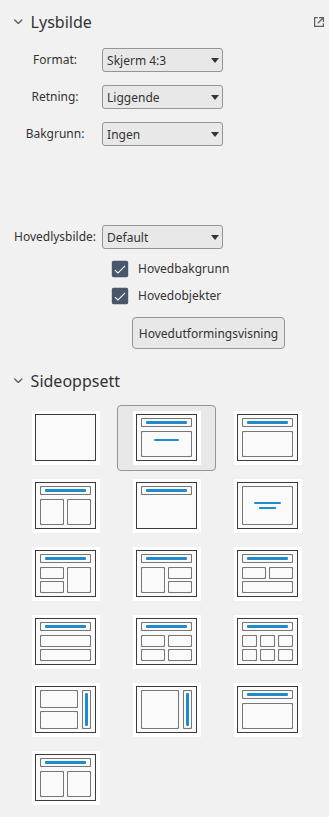 Lysbilde
Format: Skjerm 4:3
Retning: Liggende
Bakgrunn: Ingen
Hovedlysbilde: Default
Hovedbakgrunn
Hovedobjekter
Hovedutformingsvisning
Sideoppsett